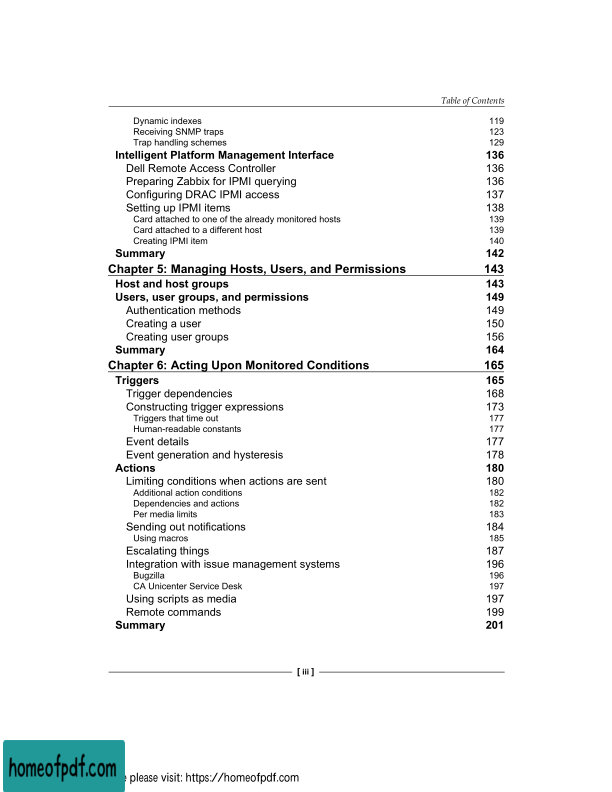 Table of Contents
Dynamic indexes 119
Receiving SNMP traps 123
Trap handling schemes 129
Intelligent Platform Management Interface 136
Dell Remote Access Controller 136
Preparing Zabbix for IPMI querying 136
Configuring DRAC IPMI access 137
Setting up IPMI items 138
Card attached to one of the already monitored hosts 139
Card attached to a different host 139
Creating IPMI item 140
Summary 142
Chapter 5: Managing Hosts, Users, and Permissions 143
Host and host groups 143
Users, user groups, and permissions 149
Authentication methods 149
Creating a user 150
Creating user groups 156
Summary 164
Chapter 6: Acting Upon Monitored Conditions 165
Triggers 165
Trigger dependencies 168
Constructing trigger expressions 173
Triggers that time out 177
Human-readable constants 177
Event details 177
Event generation and hysteresis 178
Actions 180
Limiting conditions when actions are sent 180
Additional action conditions 182
Dependencies and actions 182
Per media limits 183
Sending out notifications 184
Using macros 185
Escalating things 187
Integration with issue management systems 196
Bugzilla 196
CA Unicenter Service Desk 197
Using scripts as media 197
Remote commands 199
Summary 201
[ iii ]
homeofpdf.com
please visit: https://homeofpdf.com